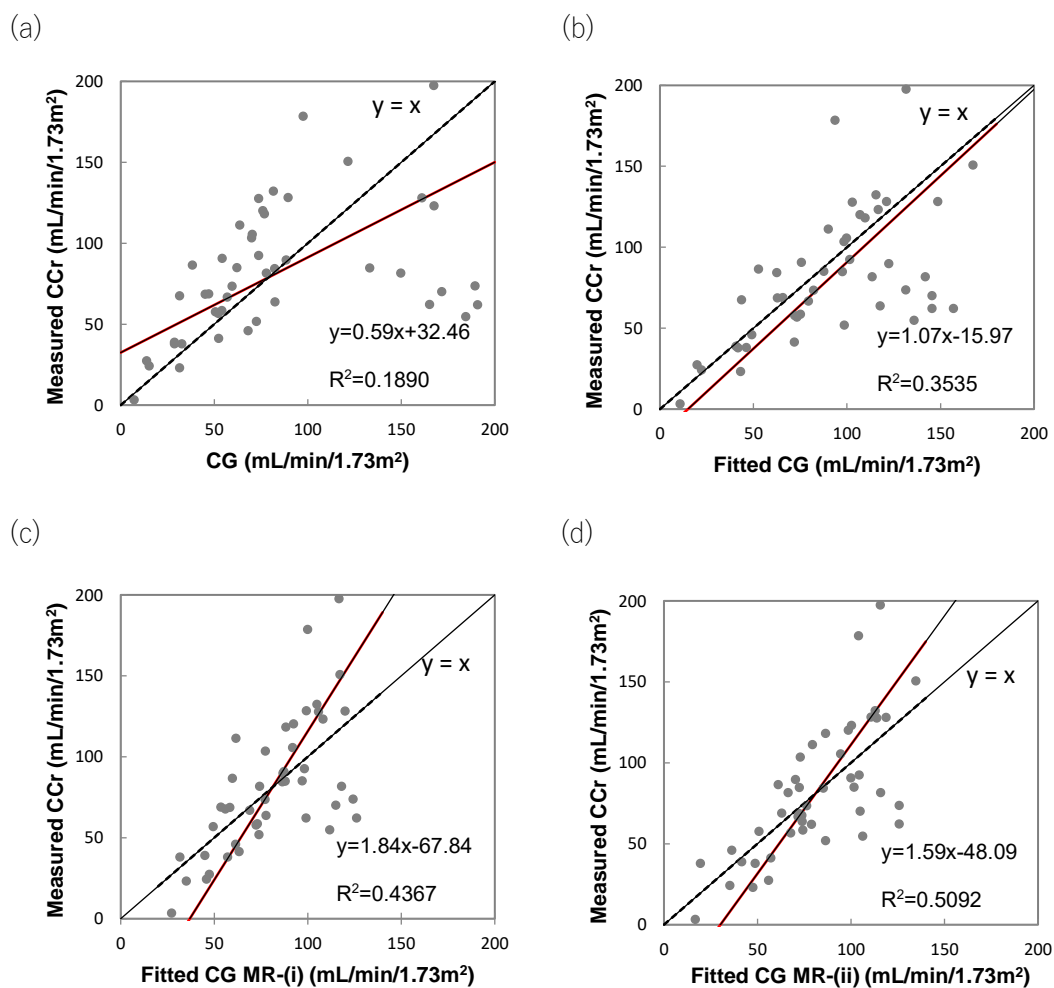 (a)
Measured CCr (mL/min/1.73m²)
200
150
100
50
0
y = x
y=0.59x+32.46
R²=0.1890
0 50 100 150 200
CG (mL/min/1.73m²)
(b)
Measured CCr (mL/min/1.73m²)
200
150
100
50
0
y = x
y=1.07x-15.97
R²=0.3535
0 50 100 150 200
Fitted CG (mL/min/1.73m²)
(c)
Measured CCr (mL/min/1.73m²)
200
150
100
50
0
y = x
y=1.84x-67.84
R²=0.4367
0 50 100 150 200
Fitted CG MR-(i) (mL/min/1.73m²)
(d)
Measured CCr (mL/min/1.73m²)
200
150
100
50
0
y = x
y=1.59x-48.09
R²=0.5092
0 50 100 150 200
Fitted CG MR-(ii) (mL/min/1.73m²)